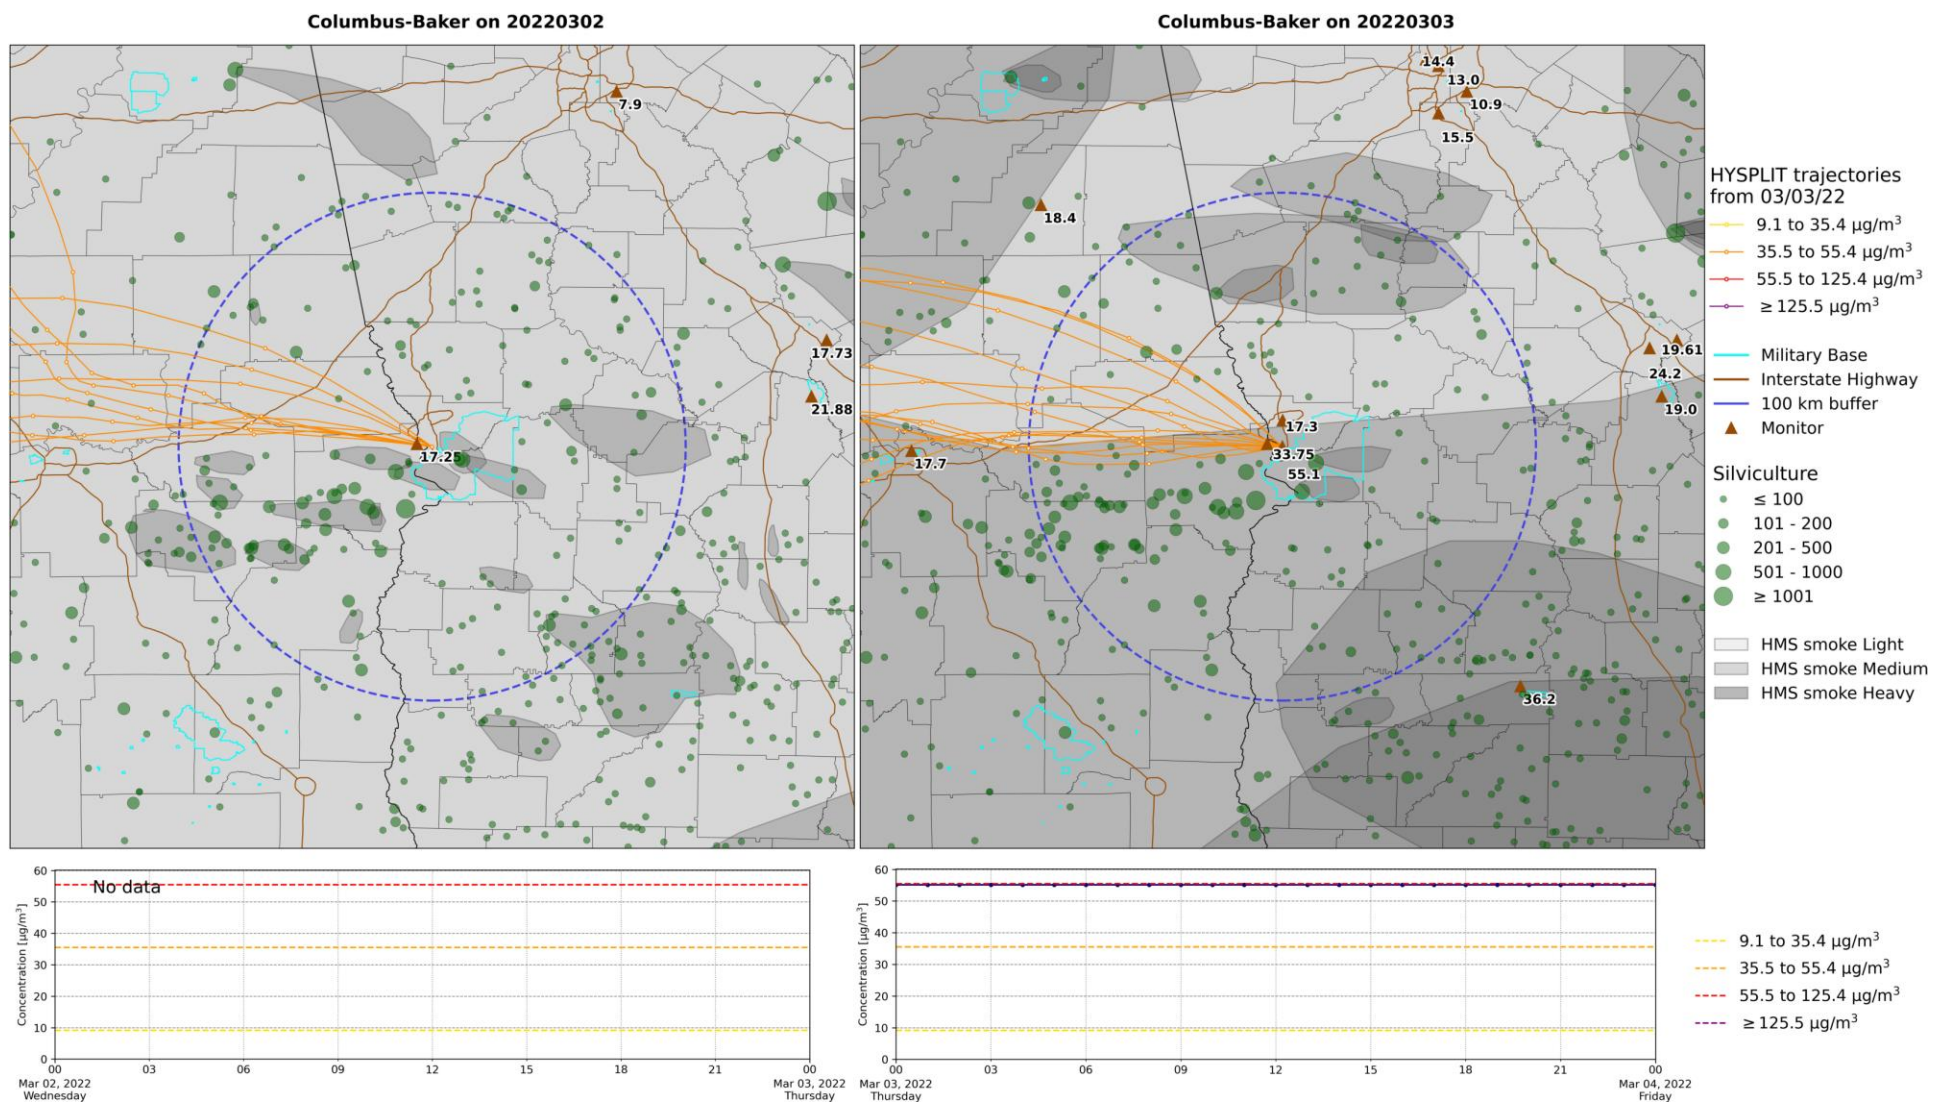 Columbus-Baker on 20220302
7.9
17.73
21.88
17.25
Columbus-Baker on 20220303
14.4
13.0
10.9
15.5
18.4
19.61
24.2
19.0
17.3
33.75
55.1
17.7
36.2
HYSPLIT trajectories
from 03/03/22
9.1 to 35.4 µg/m³
35.5 to 55.4 µg/m³
55.5 to 125.4 µg/m³
≥ 125.5 µg/m³
Military Base
Interstate Highway
100 km buffer
Monitor
Silviculture
≤ 100
101 - 200
201 - 500
501 - 1000
≥ 1001
HMS smoke Light
HMS smoke Medium
HMS smoke Heavy
Concentration [µg/m³]
60
50
40
30
20
10
0
No data
00
03
06
09
12
15
18
21
00
Mar 02, 2022
Wednesday
Mar 03, 2022
Thursday
Concentration [µg/m³]
60
50
40
30
20
10
0
00
03
06
09
12
15
18
21
00
Mar 03, 2022
Thursday
Mar 04, 2022
Friday
9.1 to 35.4 µg/m³
35.5 to 55.4 µg/m³
55.5 to 125.4 µg/m³
≥ 125.5 µg/m³